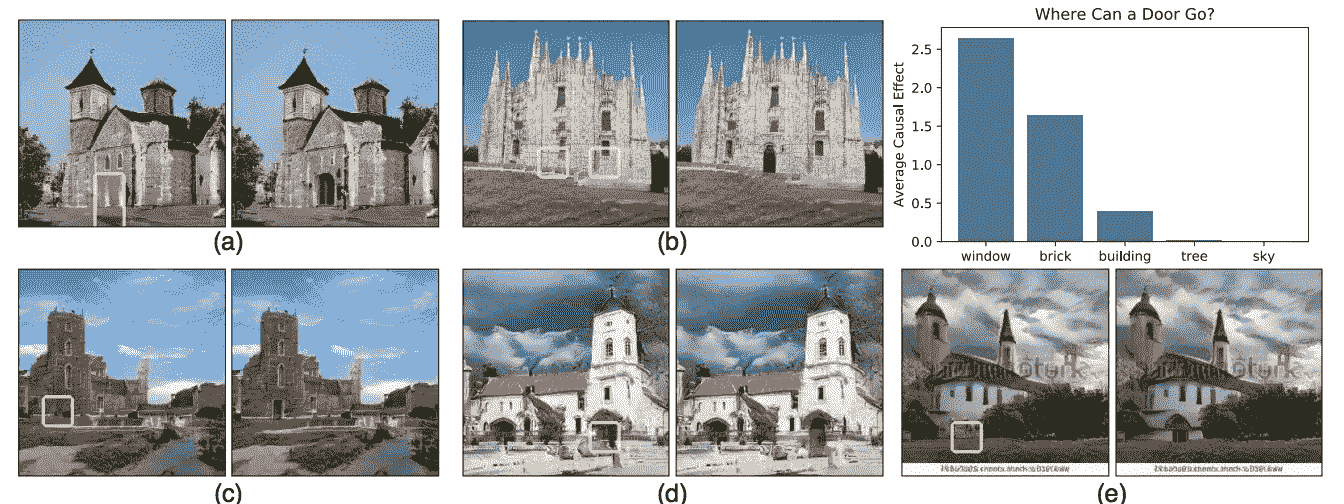 Where Can a Door Go?
Average Causal Effect
2.5
2.0
1.5
1.0
0.5
0.0
window brick building tree sky
(a)
(b)
(c)
(d)
(e)